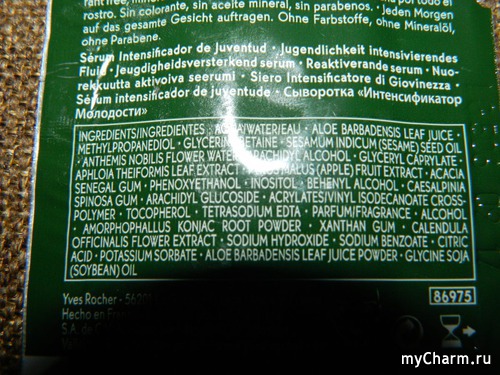 rant free, mine
rostro. Sin colorante, sin aceite mineral, sin parabenos. · jeden Morgen
auf das gesamte Gesicht auftragen. Ohne Farbstoffe, ohne Mineralöl,
ohne Parabene.
Sérum Intensificador de Juventud · Jugendlichkeit intensivierendes
Fluid · Jeugdigheidsversterkend serum · Reaktiverande serum · Nuo-
rekkuutta aktivoiva seerumi · Siero Intensificatore di Giovinezza ·
Sérum intensificador de juventude · Сыворотка «Интенсификатор
Молодости»
INGREDIENTS/INGREDIENTES : AQUA/WATER/EAU · ALOE BARBADENSIS LEAF JUICE ·
METHYLPROPANEDIOL · GLYCERIN · BETAINE · SESAMUM INDICUM (SESAME) SEED OIL
· ANTHEMIS NOBILIS FLOWER WATER · ARACHIDYL ALCOHOL · GLYCERYL CAPRYLATE ·
APHLOIA THEIFORMIS LEAF EXTRACT · MALUS (APPLE) FRUIT EXTRACT · ACACIA
SENEGAL GUM · PHENOXYETHANOL · INOSITOL · BEHENYL ALCOHOL · CAESALPINIA
SPINOSA GUM · ARACHIDYL GLUCOSIDE · ACRYLATES/VINYL ISODECANOATE CROSS-
POLYMER · TOCOPHEROL · TETRASODIUM EDTA · PARFUM/FRAGRANCE · ALCOHOL
· AMORPHOPHALLUS KONJAC ROOT POWDER · XANTHAN GUM · CALENDULA
OFFICINALIS FLOWER EXTRACT · SODIUM HYDROXIDE · SODIUM BENZOATE · CITRIC
ACID · POTASSIUM SORBATE · ALOE BARBADENSIS LEAF JUICE POWDER · GLYCINE SOJA
(SOYBEAN) OIL
86975
Yves Rocher -
Hecho en
S.A. de
myCharm.ru